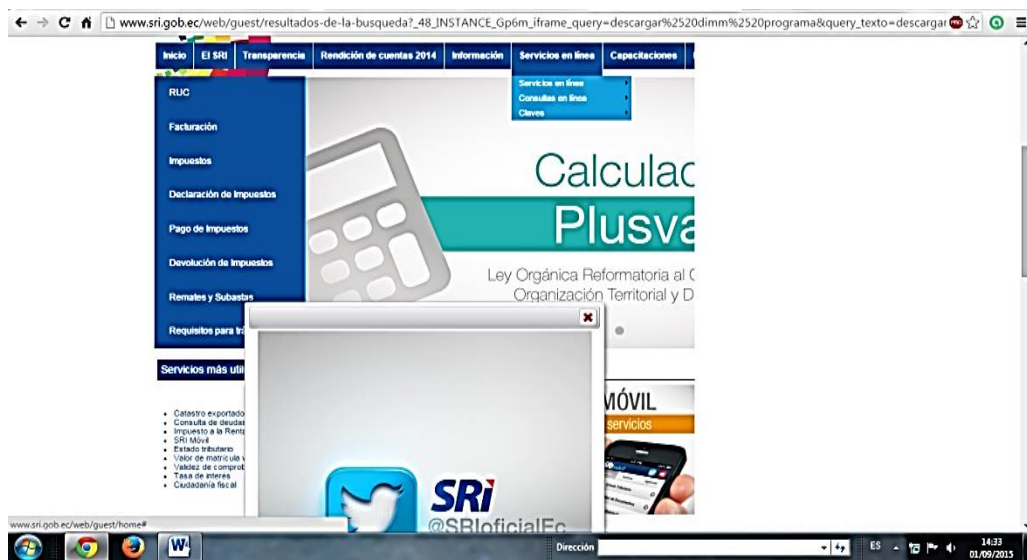 www.sri.gob.ec/web/guest/resultados-de-la-busqueda?_48_INSTANCE_Gp6m_iframe_query=descargar%2520dimm%2520programa&query_texto=descargar
Inicio El SRI Transparencia Rendición de cuentas 2014 Información Servicios en línea Capacitaciones
Servicios en línea
Consultas en línea
Claves
RUC
Facturación
Impuestos
Declaración de Impuestos
Pago de Impuestos
Devolución de Impuestos
Remates y Subastas
Requisitos para
Calculad
Plusva
Ley Orgánica Reformatoria al
Organización Territorial y D
Servicios más
Catastro exportado
Consulta de deudas
Impuesto a la Renta
SRI Móvil
Estado tributario
Valor de matrícula
Validez de comprob
Tasa de interés
Ciudadanía fiscal
SRi
@SRIoficialEc
MÓVIL
servicios
www.sri.gob.ec/web/guest/home#
Dirección
ES
14:33
01/09/2015